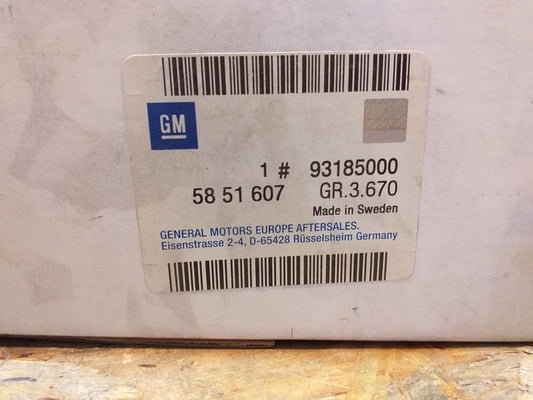 GM
1 # 93185000
58 51 607 GR.3.670
Made in Sweden
GENERAL MOTORS EUROPE AFTERSALES.
Eisenstrasse 2-4, D-65428 Rüsselsheim Germany